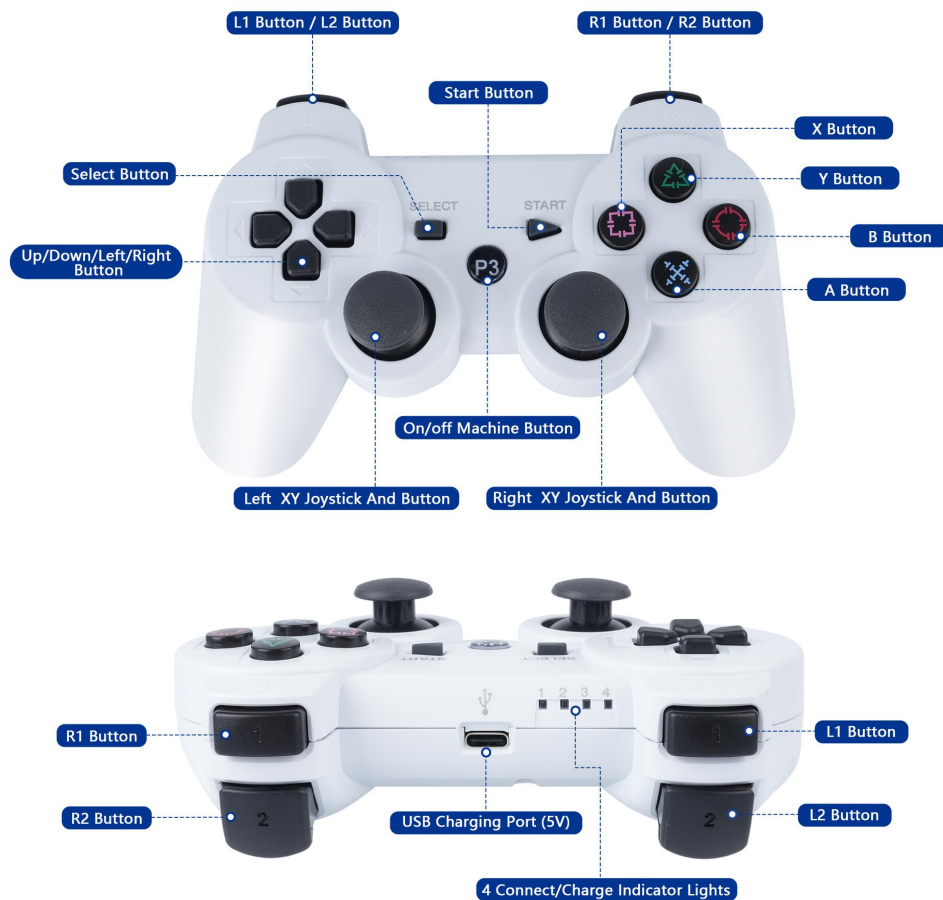 L1 Button / L2 Button
R1 Button / R2 Button
Start Button
X Button
L
R
Select Button
Y Button
SELECT
START
B Button
Up/Down/Left/Right
Button
P3
A Button
On/off Machine Button
Left XY Joystick And Button
Right XY Joystick And Button
START
SELECT
1 2 3 4
R1 Button
1
1
L1 Button
R2 Button
2
USB Charging Port (5V)
2
L2 Button
4 Connect/Charge Indicator Lights